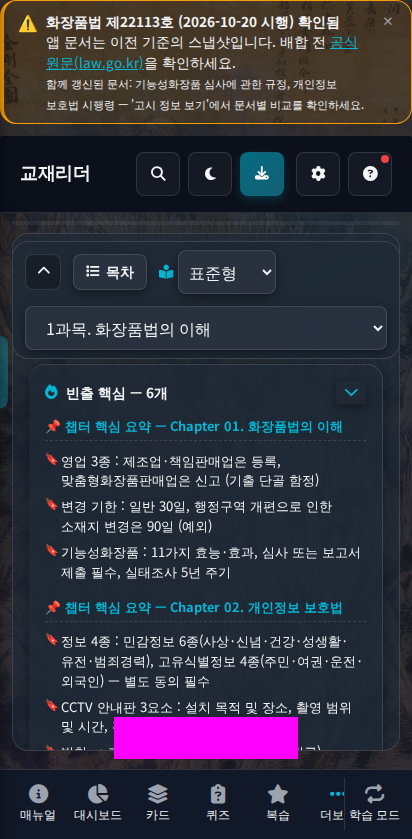 화장품법 제22113호 (2026-10-20 시행) 확인됨
앱 문서는 이전 기준의 스냅샷입니다. 배합 전 공식
원문(law.go.kr)을 확인하세요.
함께 갱신된 문서: 기능성화장품 심사에 관한 규정, 개인정보
보호법 시행령 — '고시 정보 보기'에서 문서별 비교를 확인하세요.
교재리더
목차
표준형
1과목. 화장품법의 이해
빈출 핵심 — 6개
챕터 핵심 요약 — Chapter 01. 화장품법의 이해
영업 3종 : 제조업·책임판매업은 등록,
맞춤형화장품판매업은 신고 (기출 단골 함정)
변경 기한 : 일반 30일, 행정구역 개편으로 인한
소재지 변경은 90일 (예외)
기능성화장품 : 11가지 효능·효과, 심사 또는 보고서
제출 필수, 실태조사 5년 주기
챕터 핵심 요약 — Chapter 02. 개인정보 보호법
정보 4종 : 민감정보 6종(사상·신념·건강·성생활·
유전·범죄경력), 고유식별정보 4종(주민·여권·운전·
외국인) — 별도 동의 필수
CCTV 안내판 3요소 : 설치 목적 및 장소, 촬영 범위
및 시간,
매뉴얼
대시보드
카드
퀴즈
복습
더보
학습 모드